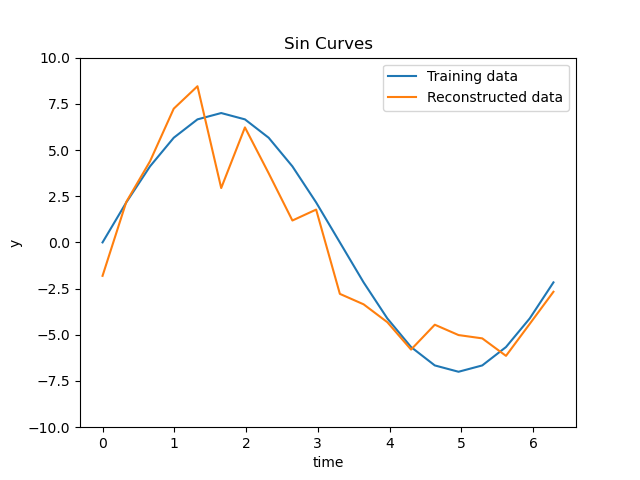 Sin Curves
Training data
Reconstructed data
10.0
7.5
5.0
2.5
0.0
−2.5
−5.0
−7.5
−10.0
y
0 1 2 3 4 5 6
time